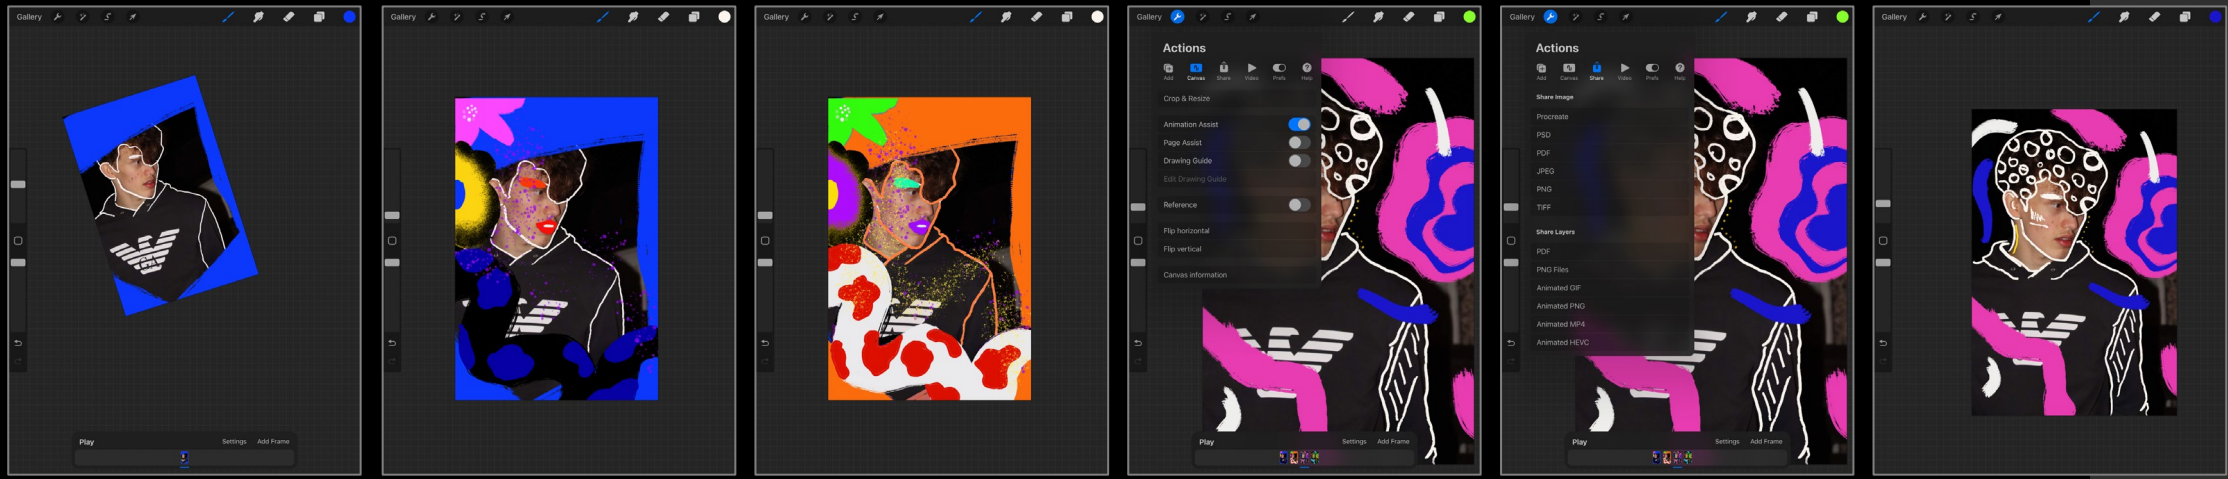 Gallery
Play
Settings
Add Frame
Gallery
Gallery
Gallery
Actions
Add
Canvas
Share
Video
Prefs
Help
Crop & Resize
Animation Assist
Page Assist
Drawing Guide
Edit Drawing Guide
Reference
Flip horizontal
Flip vertical
Canvas information
Play
Settings
Add Frame
Gallery
Actions
Add
Canvas
Share
Video
Prefs
Help
Share Image
Procreate
PSD
PDF
JPEG
PNG
TIFF
Share Layers
PDF
PNG Files
Animated GIF
Animated PNG
Animated MP4
Animated HEVC
Play
Settings
Add Frame
Gallery